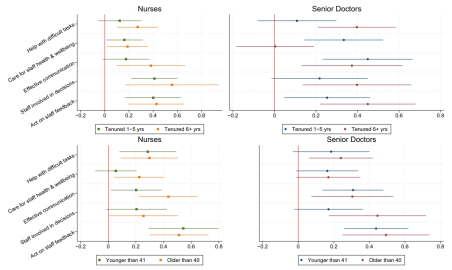 Nurses
Senior Doctors
Help with difficult tasks
Care for staff health & wellbeing
Effective communication
Staff involved in decisions
Act on staff feedback
-0.2 0 0.2 0.4 0.6 0.8
-0.2 0 0.2 0.4 0.6 0.8
Tenured 1-5 yrs Tenured 6+ yrs
Tenured 1-5 yrs Tenured 6+ yrs
Nurses
Senior Doctors
Help with difficult tasks
Care for staff health & wellbeing
Effective communication
Staff involved in decisions
Act on staff feedback
-0.2 0 0.2 0.4 0.6 0.8
-0.2 0 0.2 0.4 0.6 0.8
Younger than 41 Older than 40
Younger than 41 Older than 40